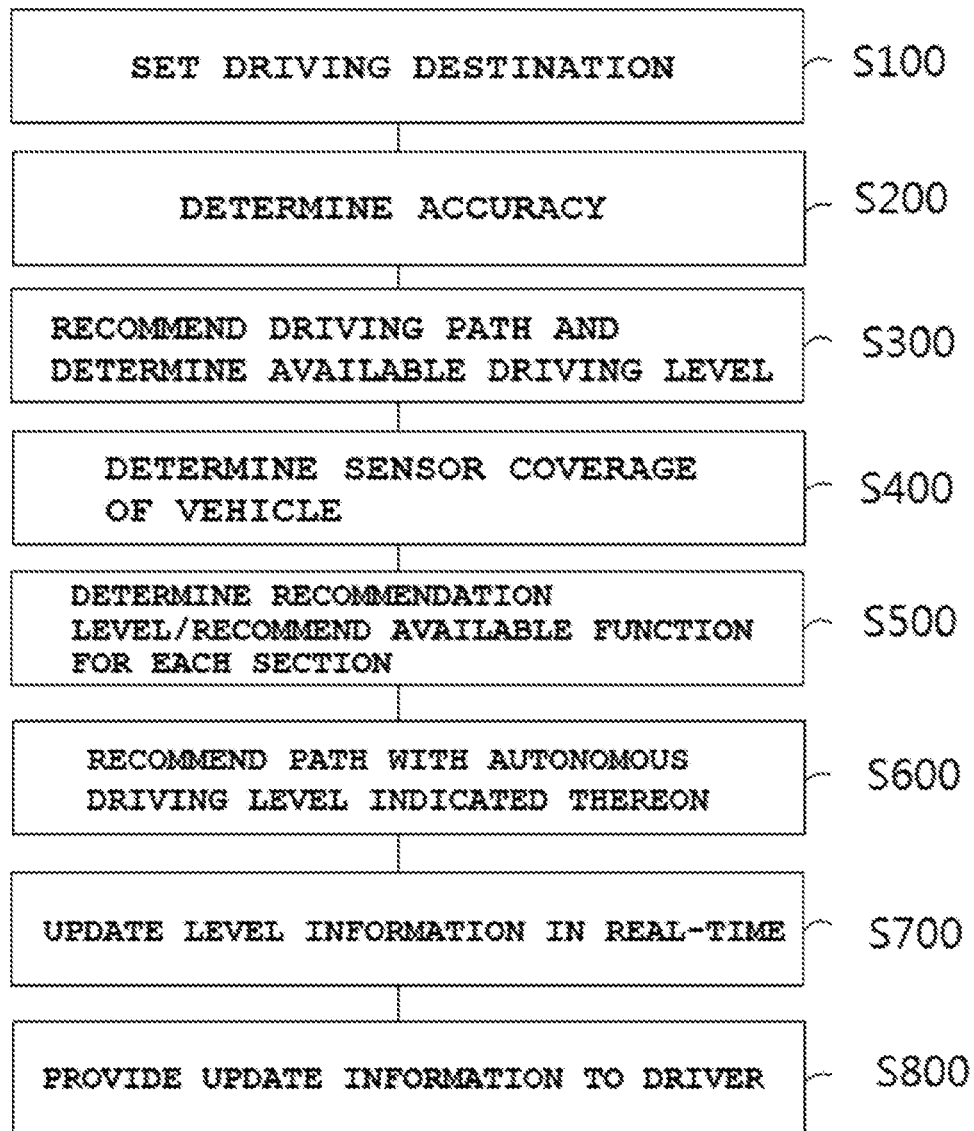 SET DRIVING DESTINATION
S100
DETERMINE ACCURACY
S200
RECOMMEND DRIVING PATH AND
DETERMINE AVAILABLE DRIVING LEVEL
S300
DETERMINE SENSOR COVERAGE
OF VEHICLE
S400
DETERMINE RECOMMENDATION
LEVEL/RECOMMEND AVAILABLE FUNCTION
FOR EACH SECTION
S500
RECOMMEND PATH WITH AUTONOMOUS
DRIVING LEVEL INDICATED THEREON
S600
UPDATE LEVEL INFORMATION IN REAL-TIME
S700
PROVIDE UPDATE INFORMATION TO DRIVER
S800